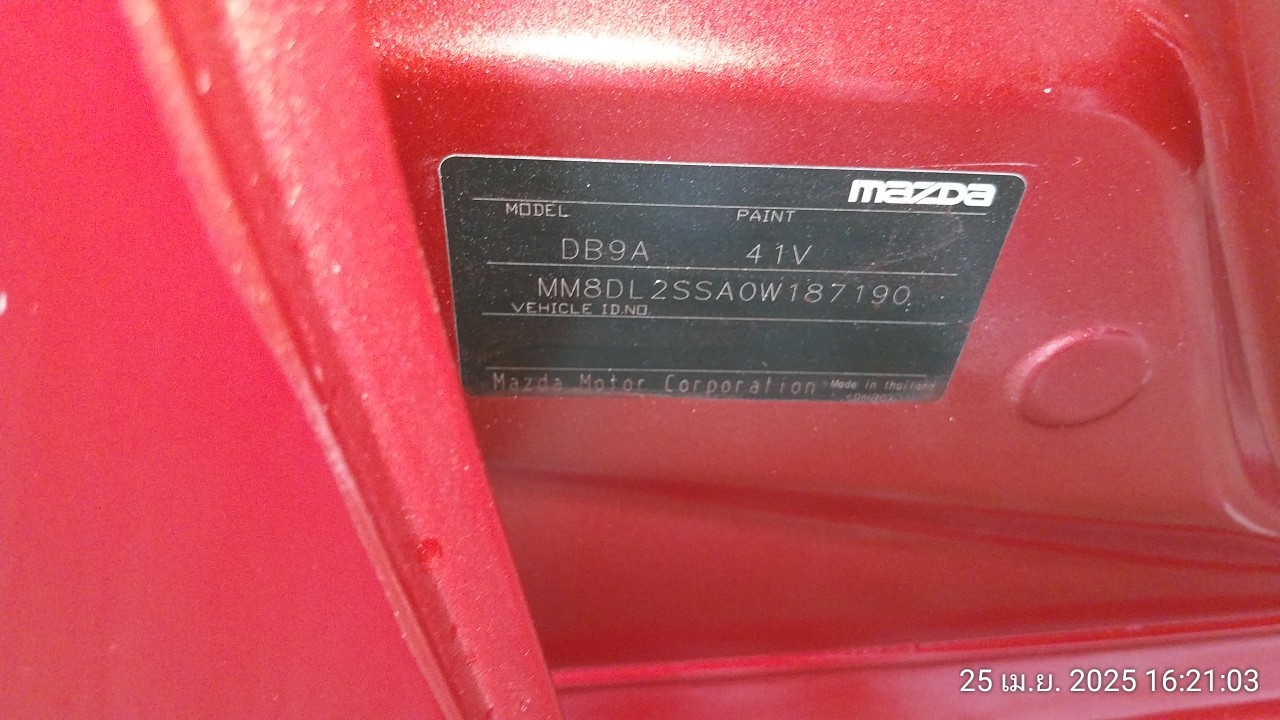 mazda
MODEL PAINT
DB9A 41V
MM8DL2SSA0W187190
VEHICLE ID.NO.
Mazda Motor Corporation Made in thailand
25 เม.ย. 2025 16:21:03